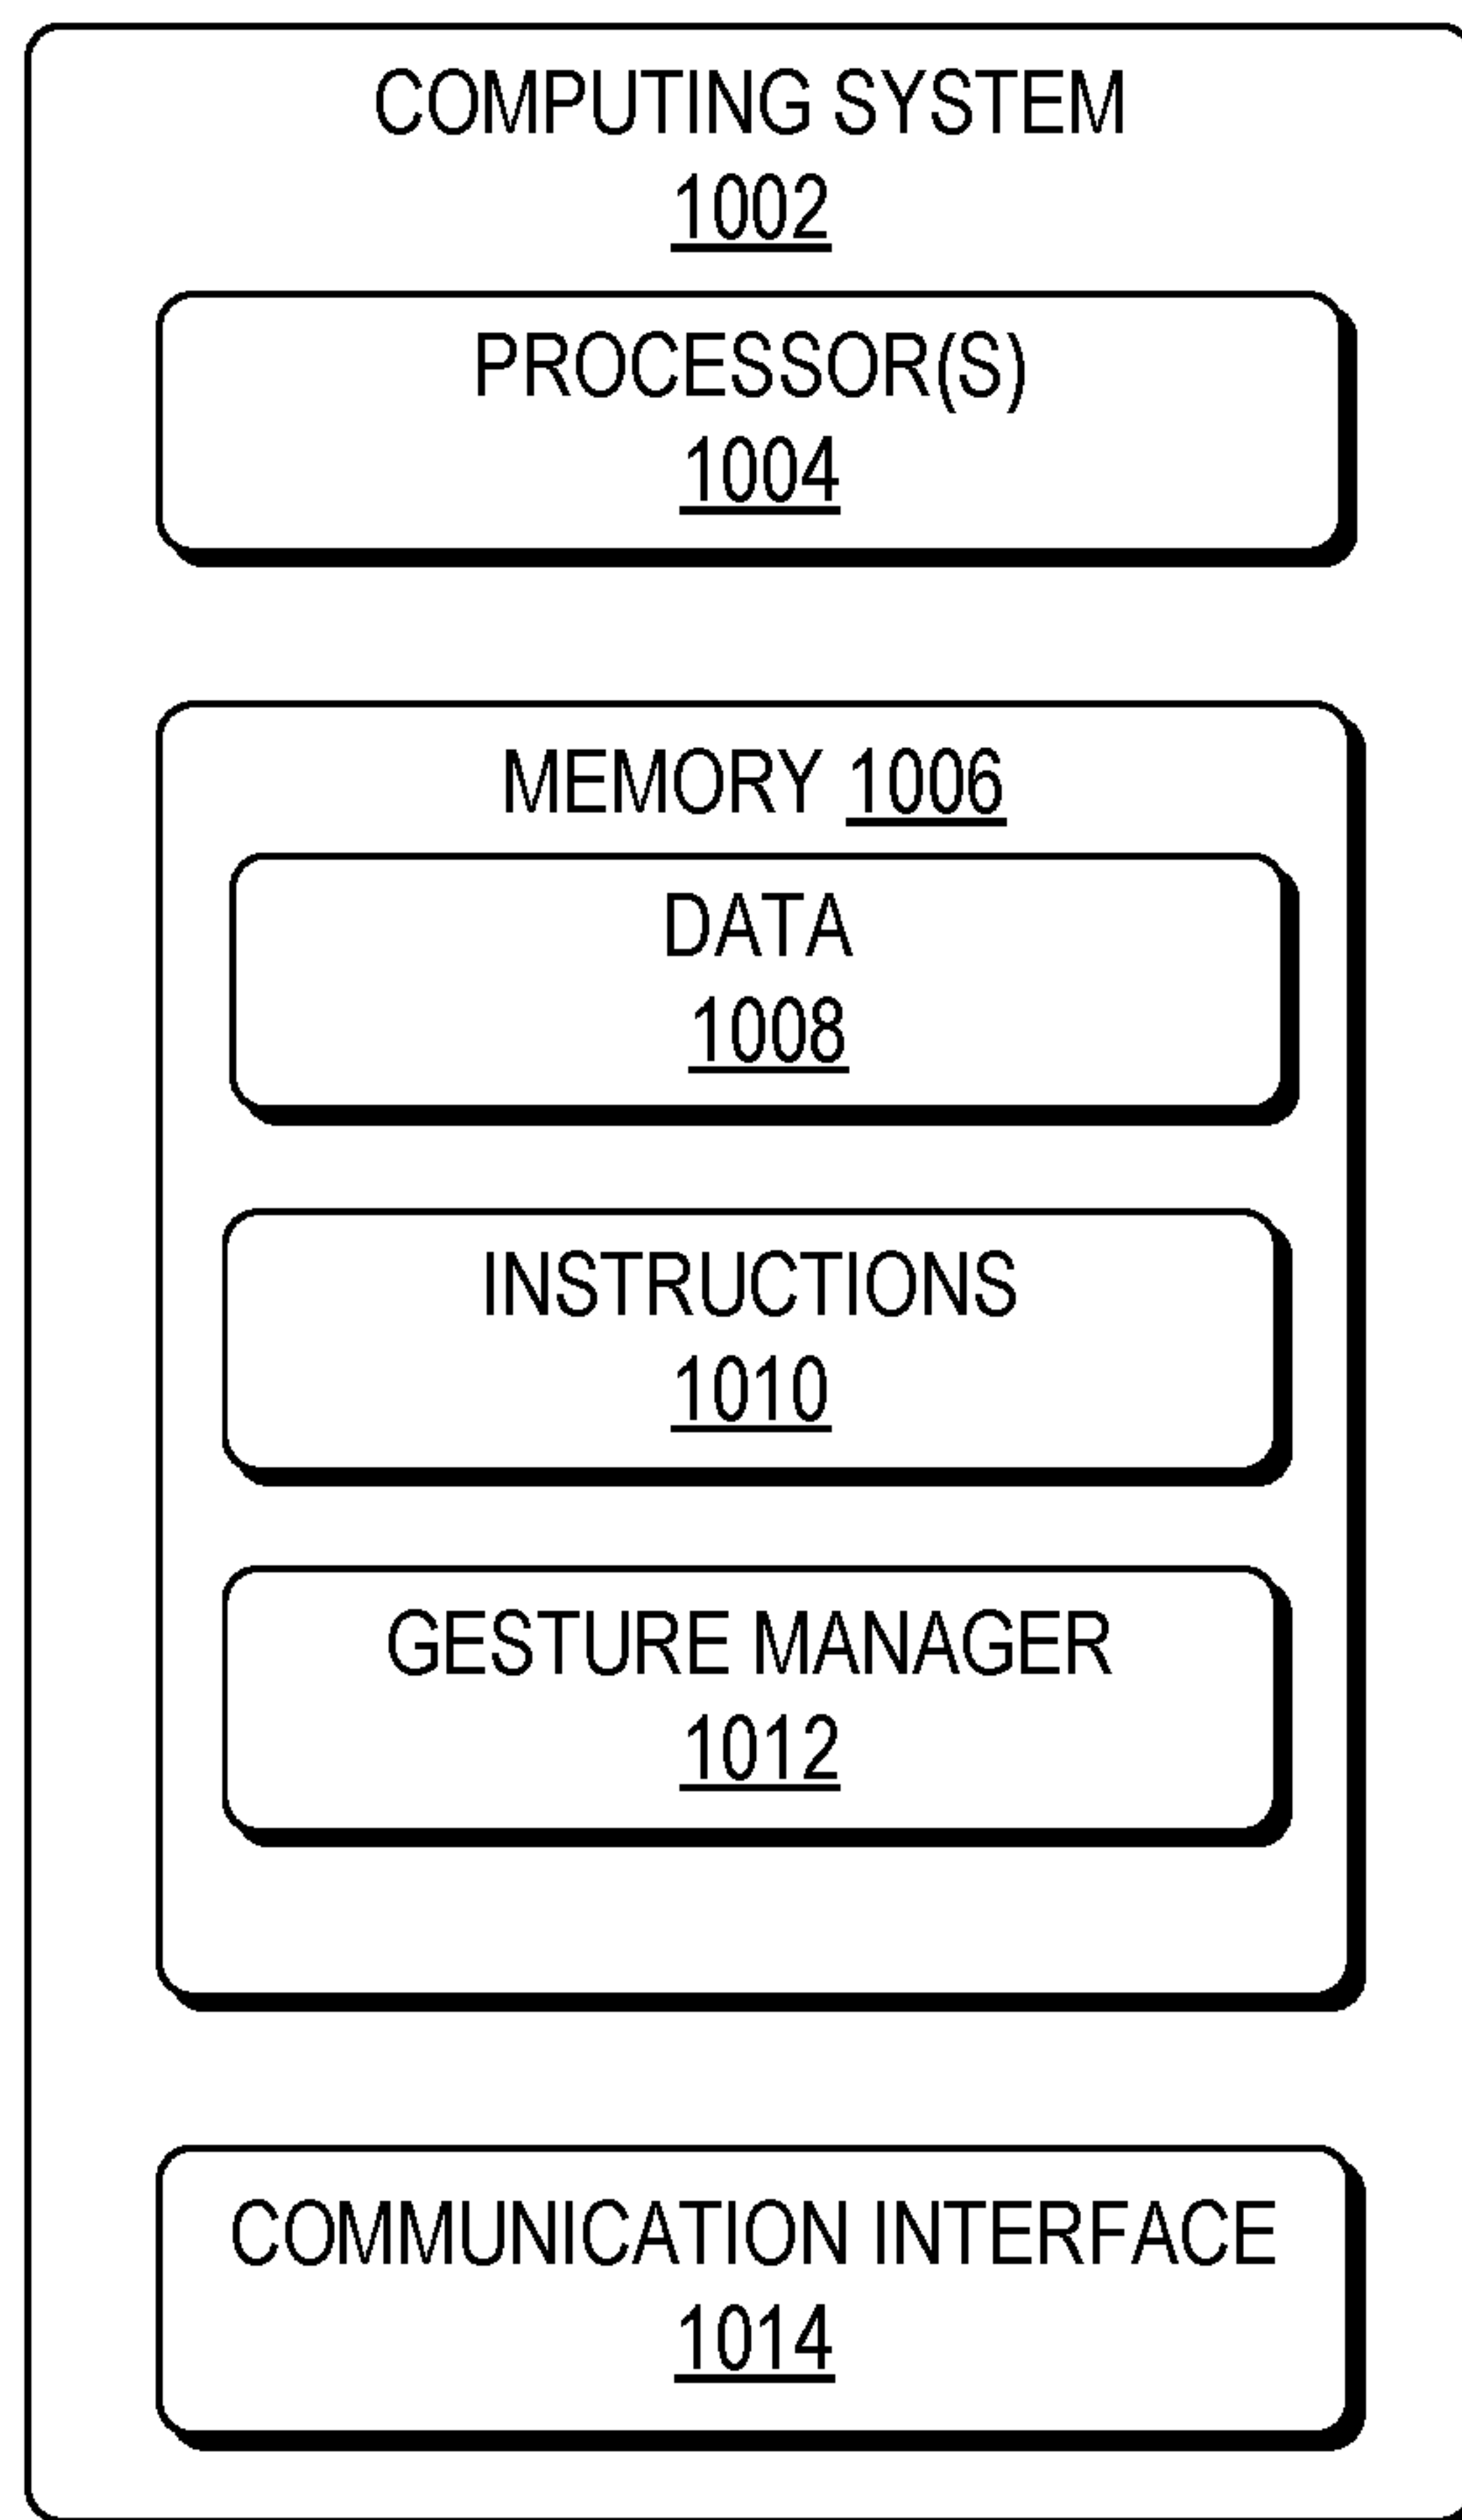 COMPUTING SYSTEM
1002
PROCESSOR(S)
1004
MEMORY 1006
DATA
1008
INSTRUCTIONS
1010
GESTURE MANAGER
1012
COMMUNICATION INTERFACE
1014